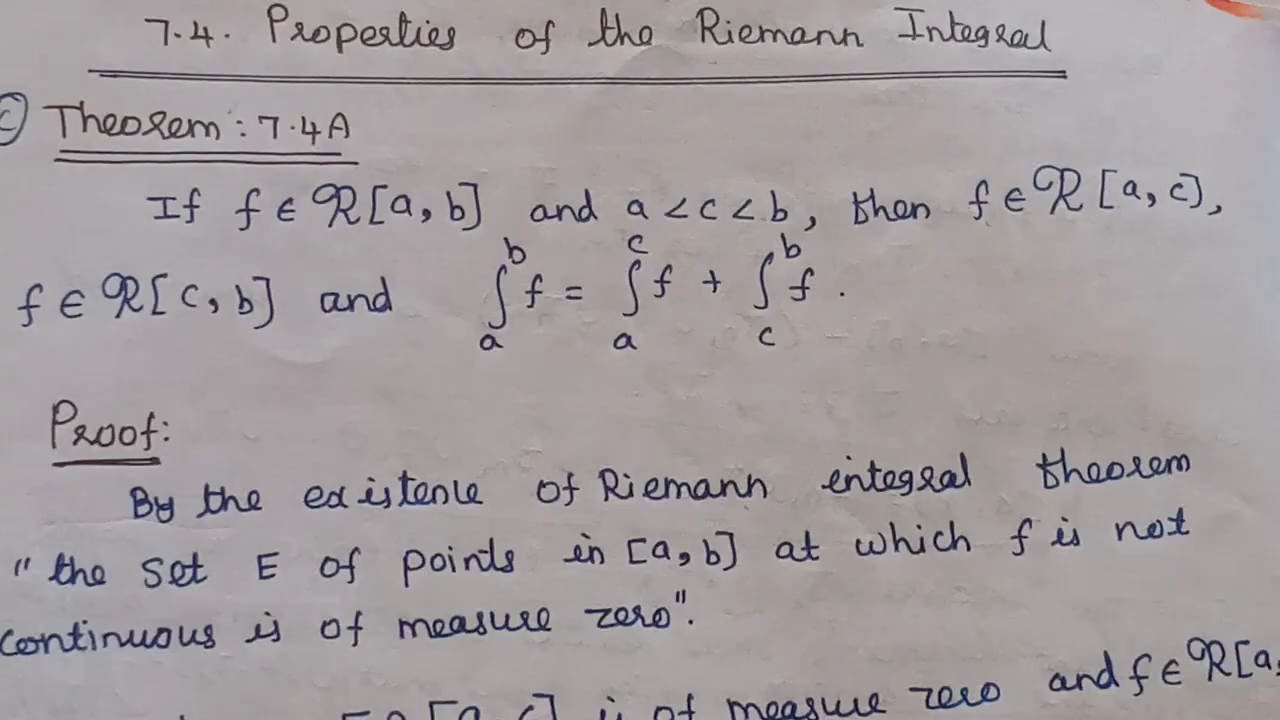 7.4. Properties of the Riemann Integral
C) Theorem: 7.4A
If f ∈ ℛ[a, b] and a < c < b, then f ∈ ℛ[a, c],
f ∈ ℛ[c, b] and ∫_a^b f = ∫_a^c f + ∫_c^b f.
Proof:
By the existence of Riemann entegral theorem
"the set E of points in [a, b] at which f is not
continuous is of measure zero".
[a, c] is of measure zero and f ∈ ℛ[a,